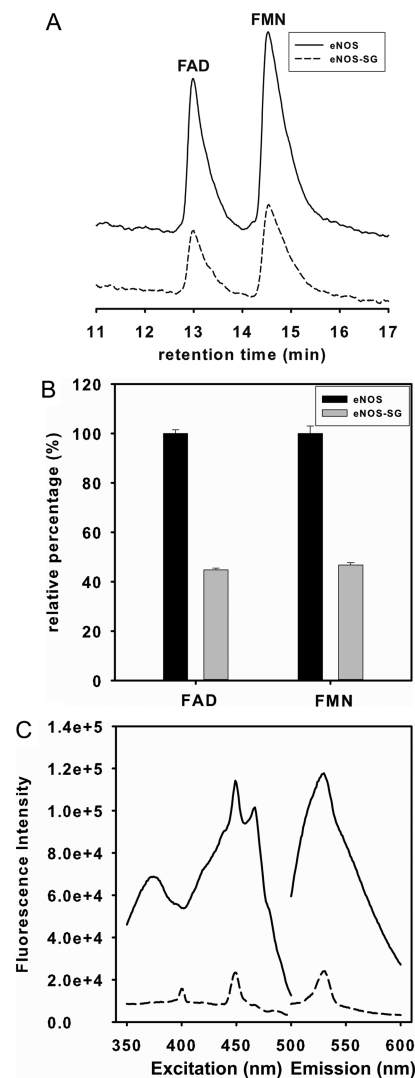 A
FAD
FMN
eNOS
eNOS-SG
11 12 13 14 15 16 17
retention time (min)
B
relative percentage (%)
120
100
80
60
40
20
0
eNOS
eNOS-SG
FAD FMN
C
Fluorescence Intensity
1.4e+5
1.2e+5
1.0e+5
8.0e+4
6.0e+4
4.0e+4
2.0e+4
0.0
350 400 450 500 550 600
Excitation (nm) Emission (nm)